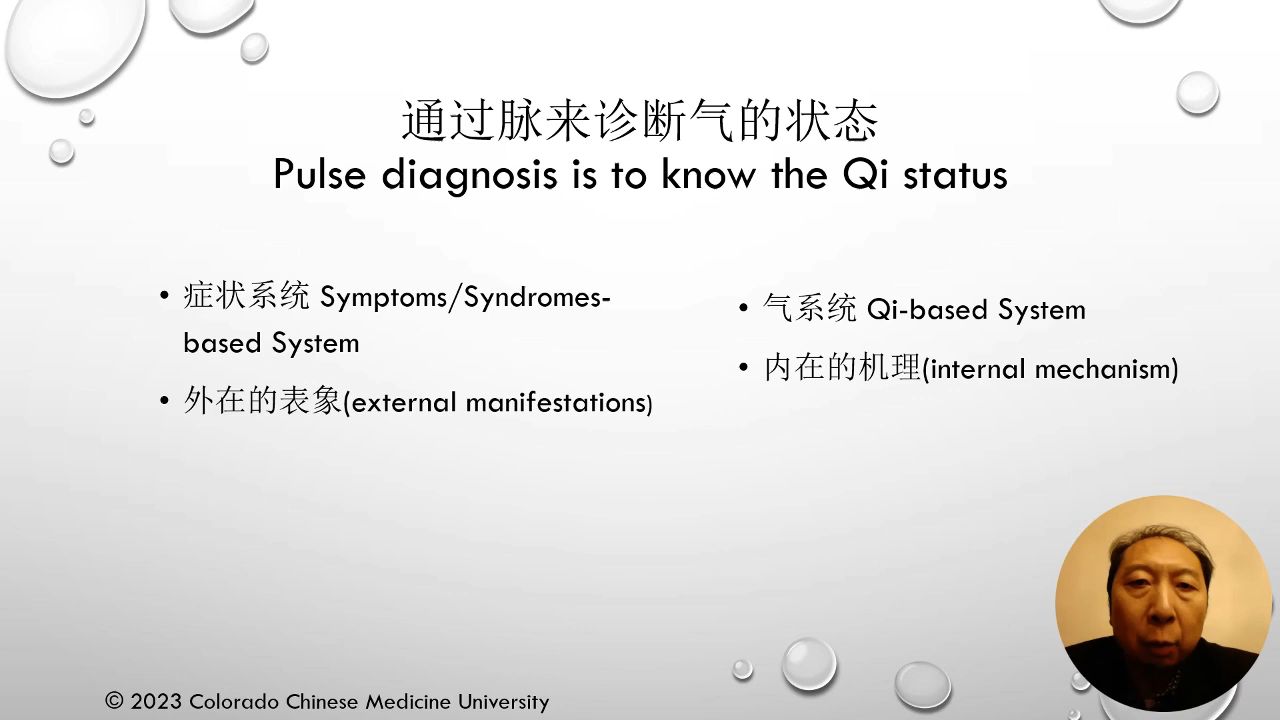 通过脉来诊断气的状态
Pulse diagnosis is to know the Qi status
• 症状系统 Symptoms/Syndromes-
based System
• 外在的表象(external manifestations)
• 气系统 Qi-based System
• 内在的机理(internal mechanism)
© 2023 Colorado Chinese Medicine University